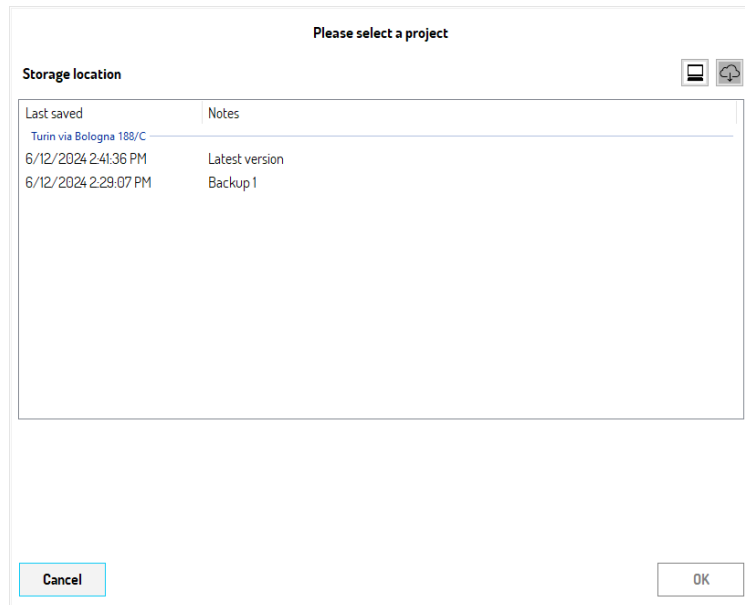 Please select a project
Storage location
Last saved Notes
Turin via Bologna 188/C
6/12/2024 2:41:36 PM Latest version
6/12/2024 2:29:07 PM Backup 1
Cancel OK